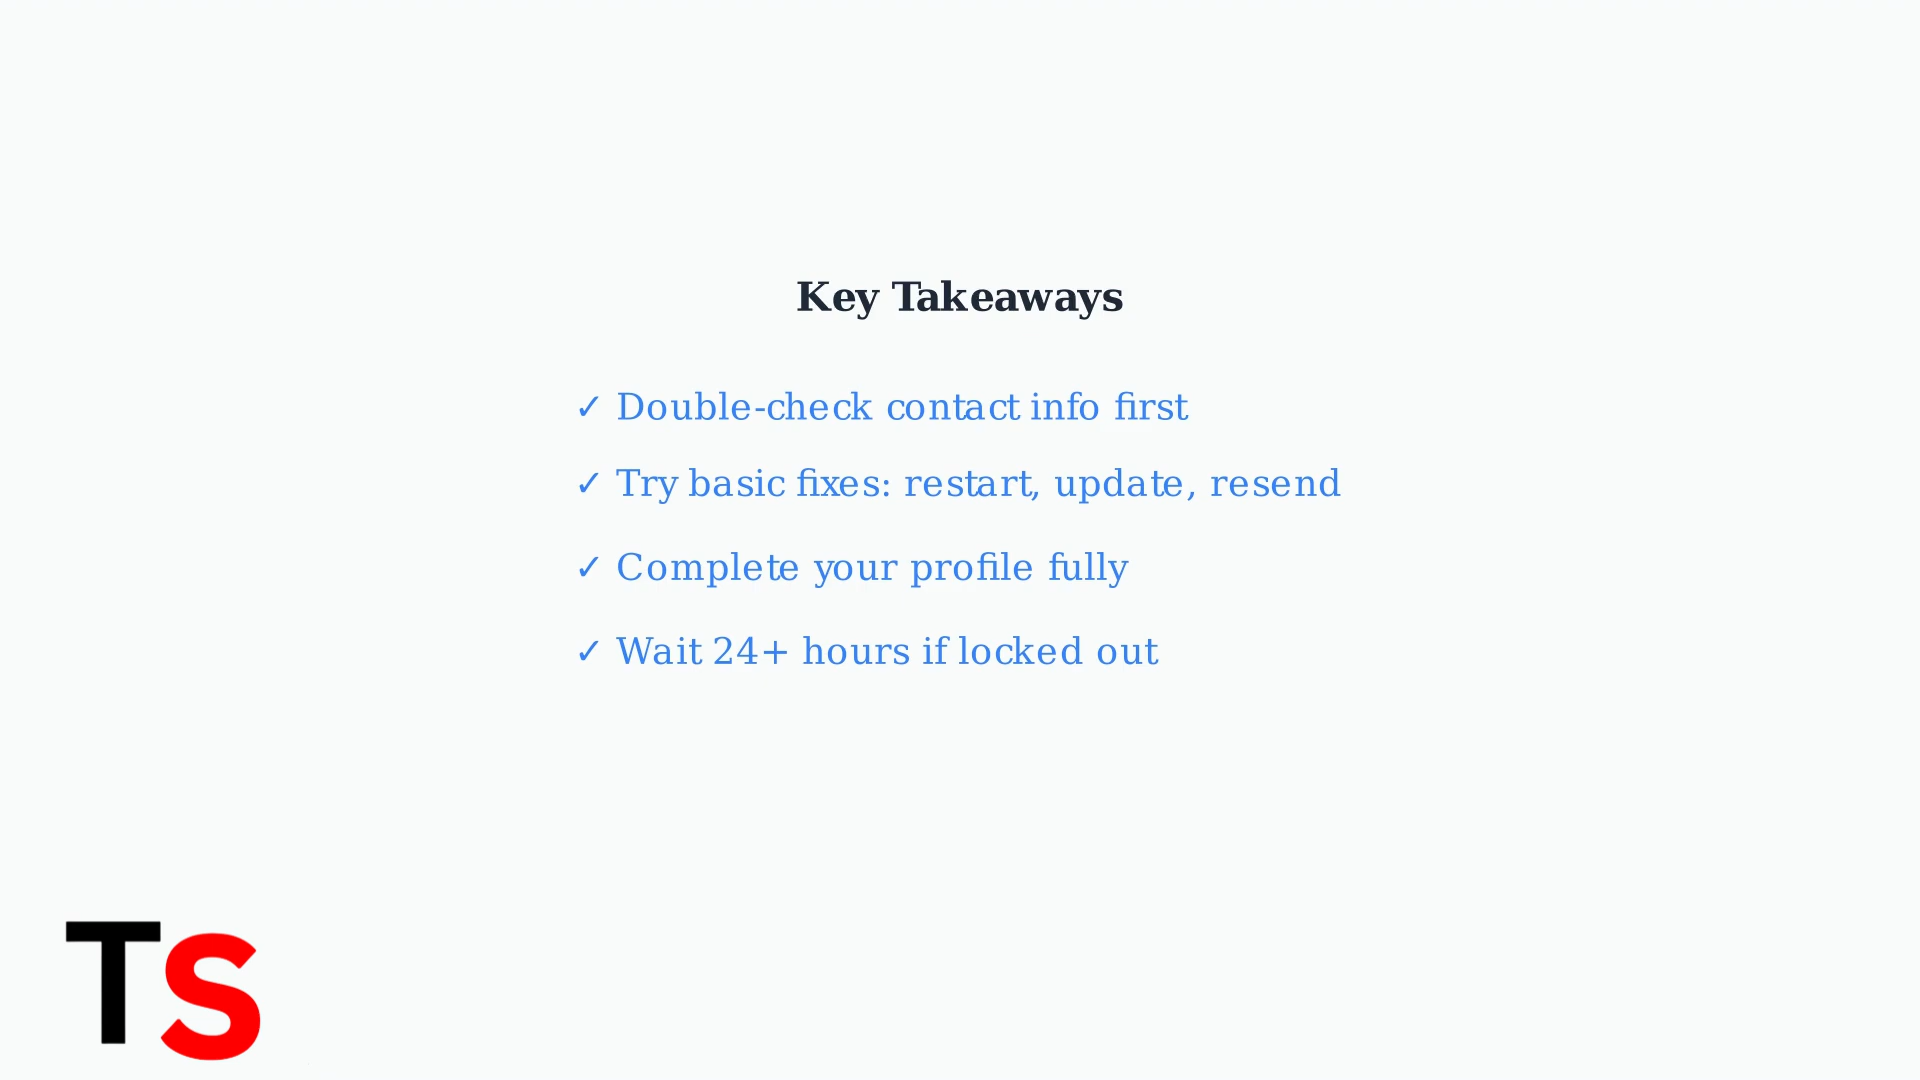 Key Takeaways
✓ Double-check contact info first
✓ Try basic fixes: restart, update, resend
✓ Complete your profile fully
✓ Wait 24+ hours if locked out
TS